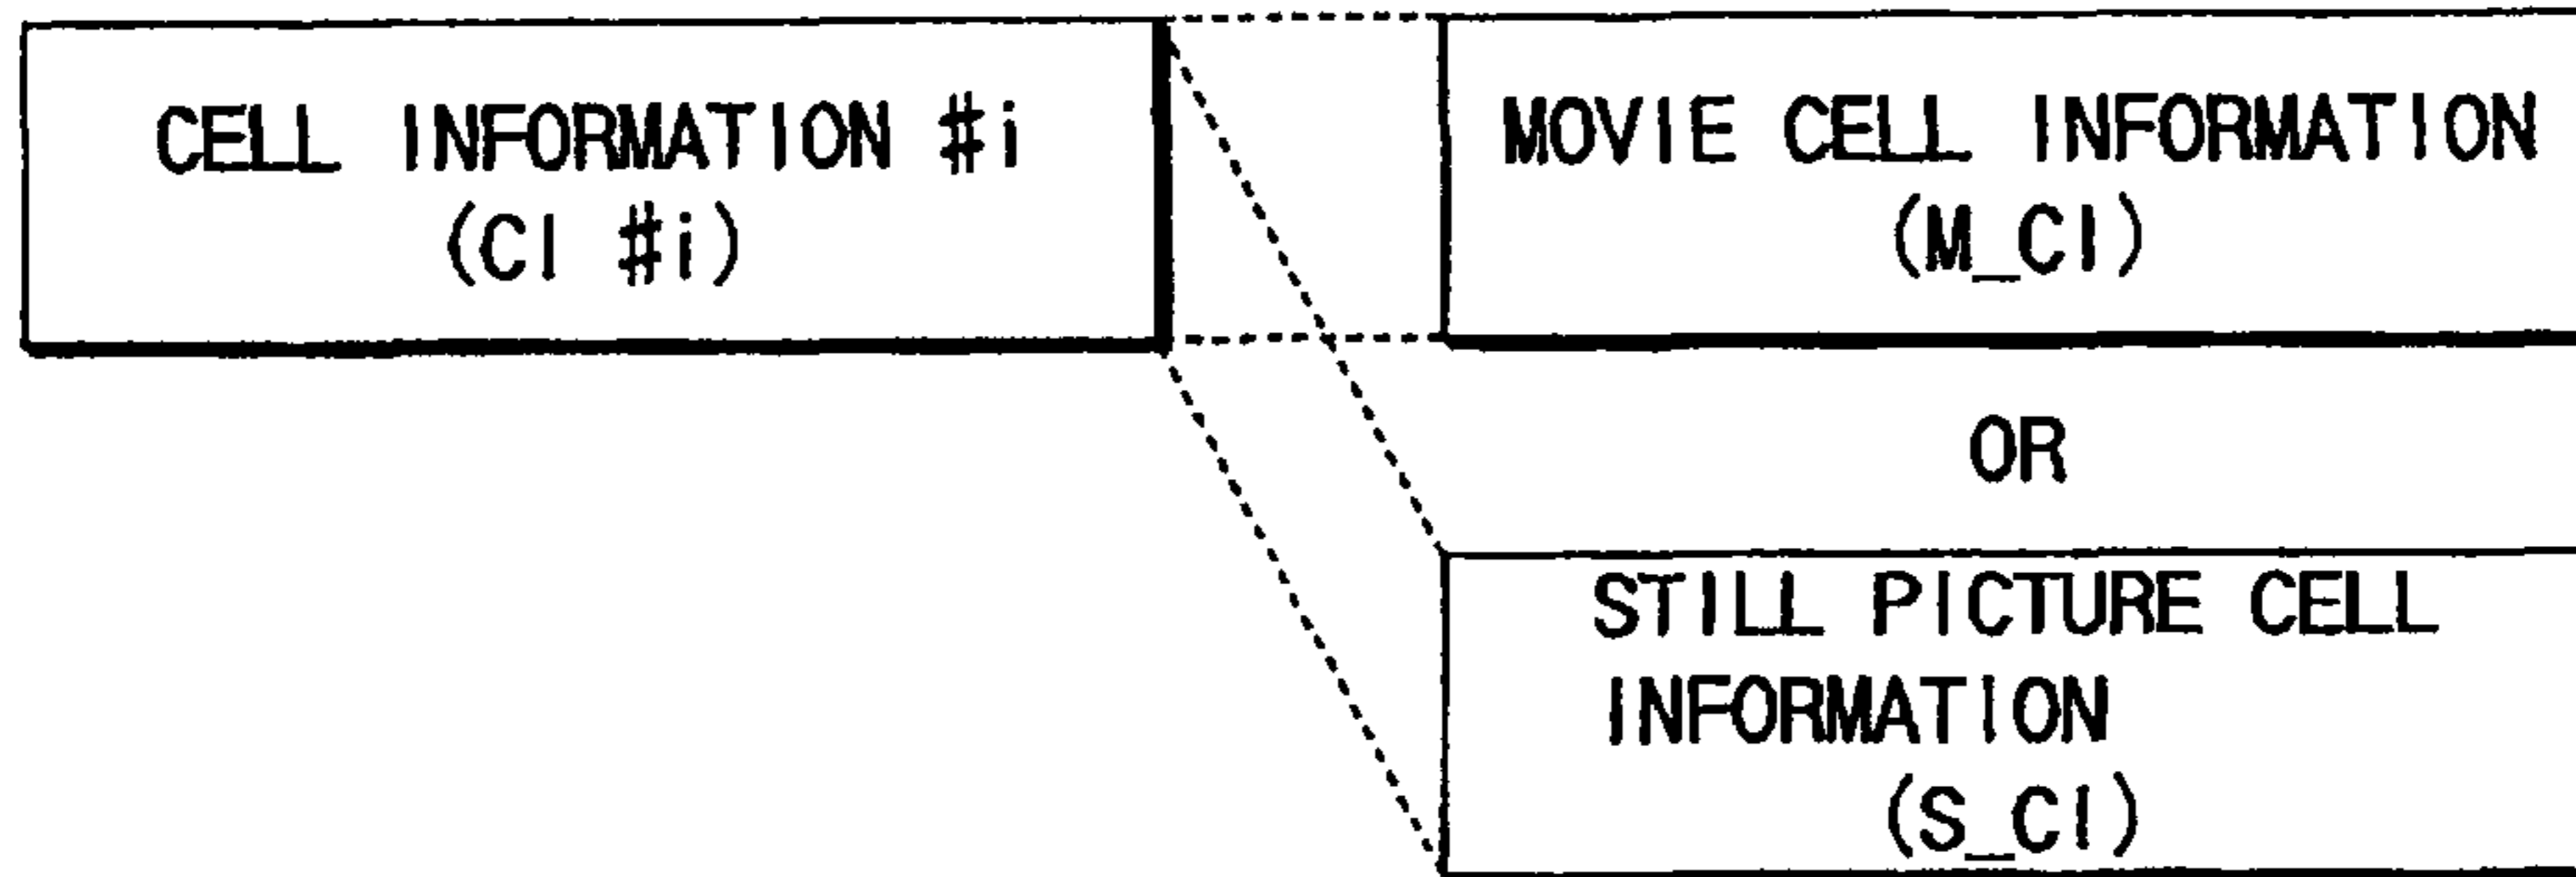 CELL INFORMATION #i
(CI #i)
MOVIE CELL INFORMATION
(M_CI)
OR
STILL PICTURE CELL
INFORMATION
(S_CI)